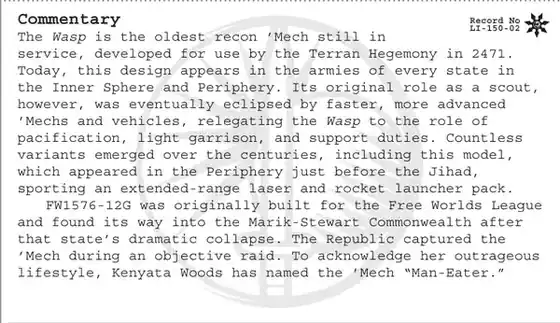 Commentary
Record No
LI-150-02
The Wasp is the oldest recon ’Mech still in
service, developed for use by the Terran Hegemony in 2471.
Today, this design appears in the armies of every state in
the Inner Sphere and Periphery. Its original role as a scout,
however, was eventually eclipsed by faster, more advanced
’Mechs and vehicles, relegating the Wasp to the role of
pacification, light garrison, and support duties. Countless
variants emerged over the centuries, including this model,
which appeared in the Periphery just before the Jihad,
sporting an extended-range laser and rocket launcher pack.
FW1576-12G was originally built for the Free Worlds League
and found its way into the Marik-Stewart Commonwealth after
that state’s dramatic collapse. The Republic captured the
’Mech during an objective raid. To acknowledge her outrageous
lifestyle, Kenyata Woods has named the ’Mech “Man-Eater.”